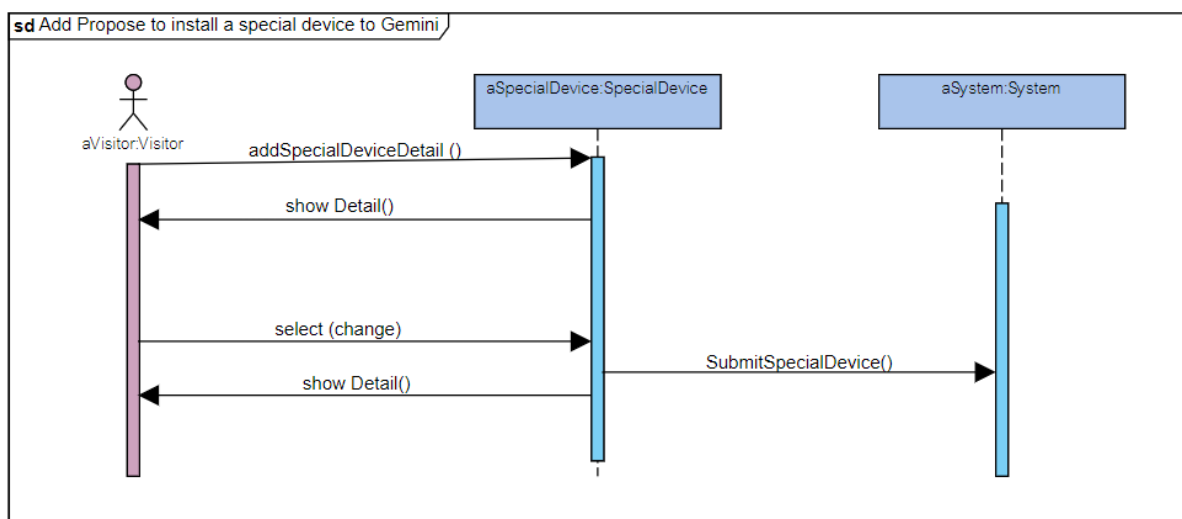 sd Add Propose to install a special device to Gemini
aSpecialDevice:SpecialDevice
aSystem:System
aVisitor:Visitor
addSpecialDeviceDetail ()
show Detail()
select (change)
SubmitSpecialDevice()
show Detail()